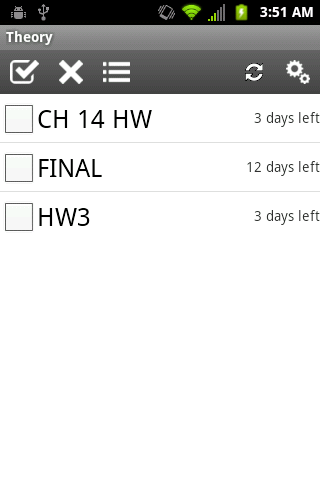 3:51 AM
Theory
CH 14 HW 3 days left
FINAL 12 days left
HW3 3 days left